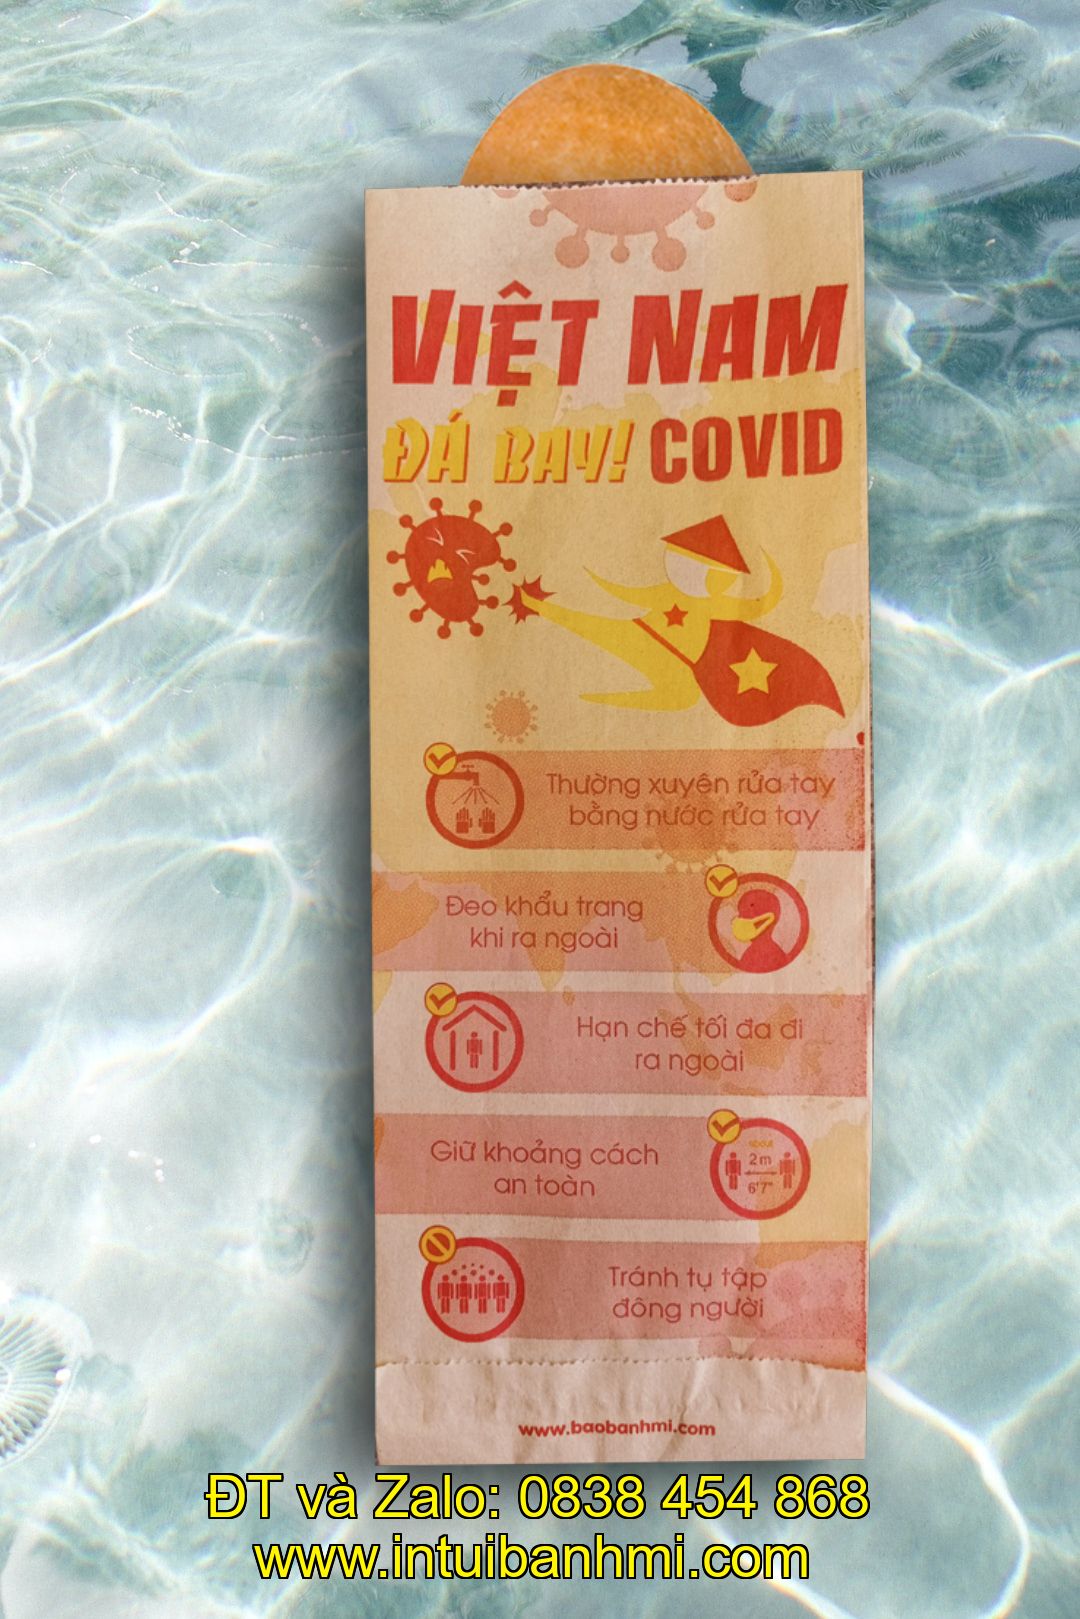 VIỆT NAM
ĐÁ BAY! COVID
Thường xuyên rửa tay
bằng nước rửa tay
Đeo khẩu trang
khi ra ngoài
Hạn chế tối đa đi
ra ngoài
Giữ khoảng cách
an toàn
about
2m
6'7"
Tránh tụ tập
đông người
www.baobanhmi.com
ĐT và Zalo: 0838 454 868
www.intuibanhmi.com